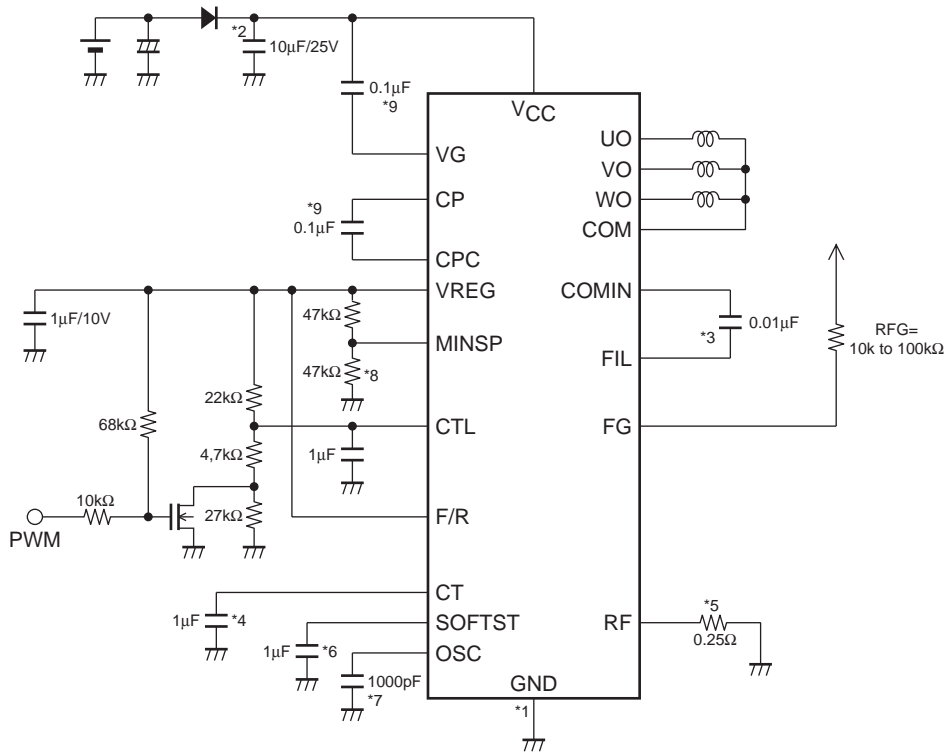 *2
10µF/25V
0.1µF
*9
VCC
UO
VO
WO
COM
VG
CP
*9
0.1µF
CPC
VREG
COMIN
1µF/10V
47kΩ
MINSP
0.01µF
*3
RFG=
10k to 100kΩ
47kΩ
*8
FIL
22kΩ
68kΩ
CTL
FG
4,7kΩ
1µF
10kΩ
27kΩ
F/R
PWM
CT
1µF
*4
SOFTST
RF
*5
0.25Ω
1µF
*6
OSC
1000pF
*7
GND
*1